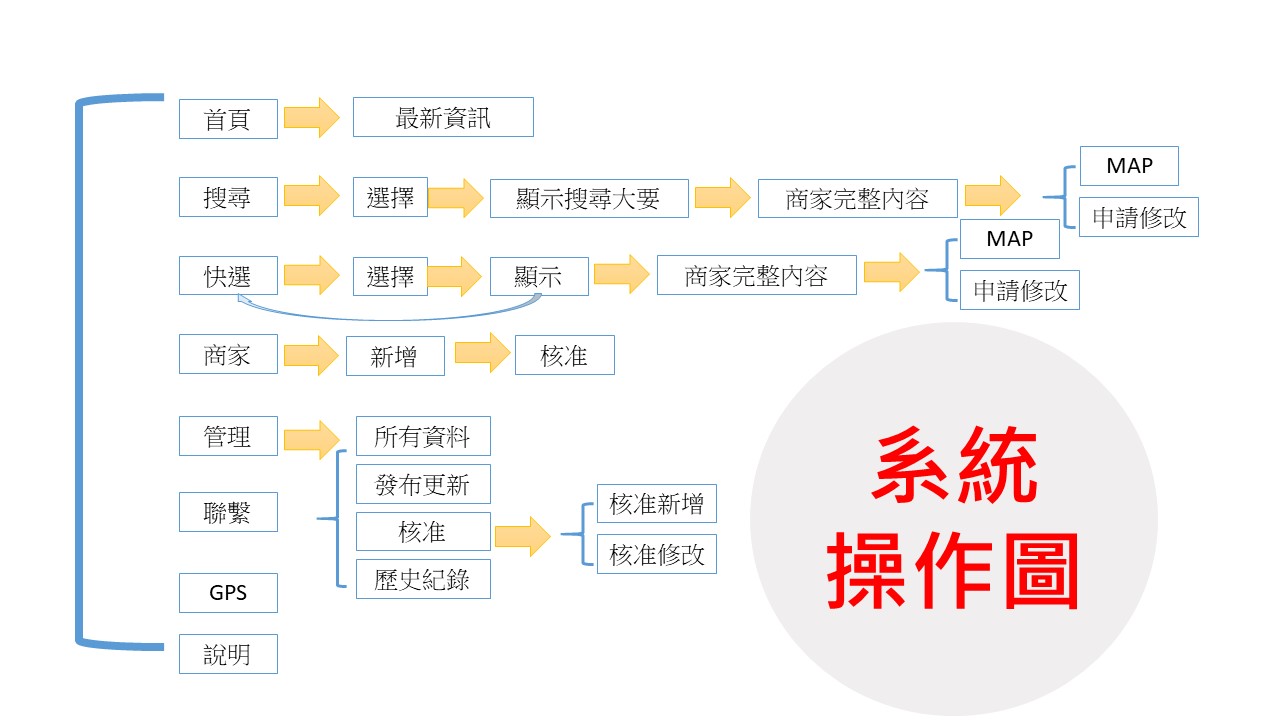 首頁
最新資訊
搜尋
選擇
顯示搜尋大要
商家完整內容
MAP
申請修改
快選
選擇
顯示
商家完整內容
MAP
申請修改
商家
新增
核准
管理
所有資料
發布更新
核准
歷史紀錄
核准新增
核准修改
聯繫
GPS
說明
系統
操作圖